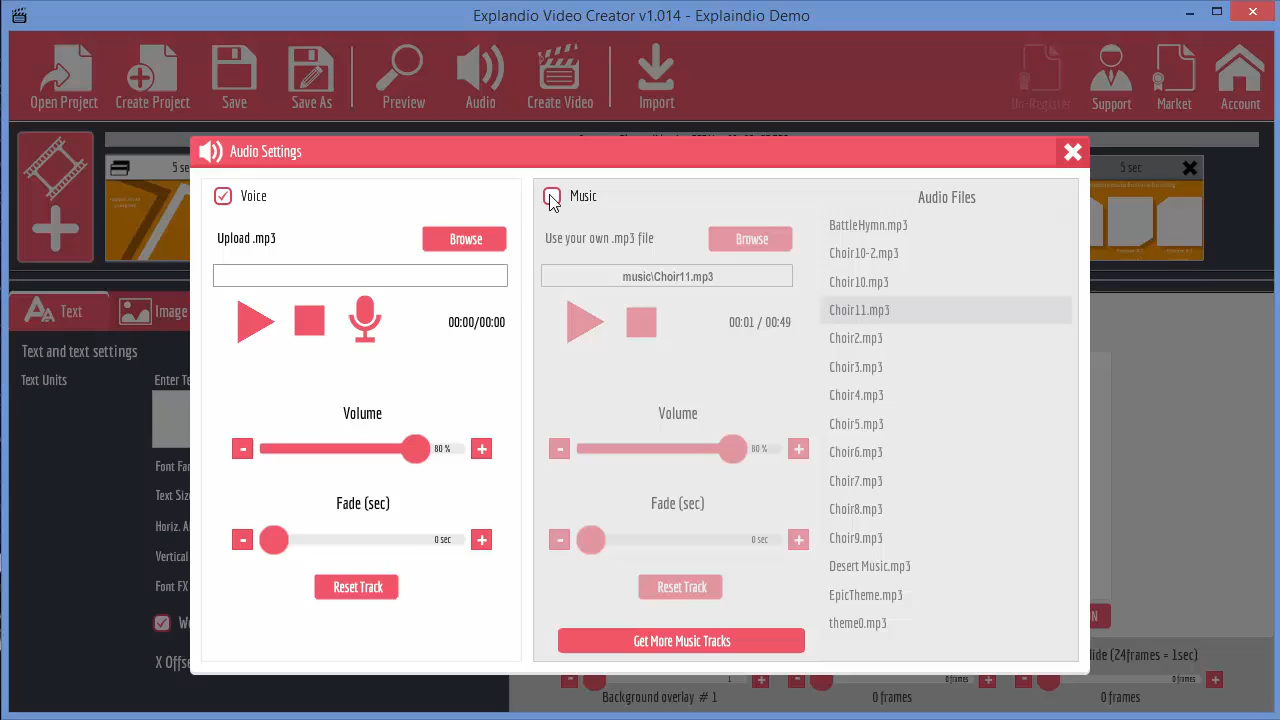 Explandio Video Creator v1.014 - Explaindio Demo
Open Project
Create Project
Save
Save As
Preview
Audio
Create Video
Import
Un-Register
Support
Market
Account
5 se
5 sec
Audio Settings
Voice
Upload .mp3
Browse
00:00/00:00
Volume
- 80 % +
Fade (sec)
- 0 sec +
Reset Track
Music
Use your own .mp3 file
Browse
music\Choir11.mp3
00:01 / 00:49
Volume
- 80 % +
Fade (sec)
- 0 sec +
Reset Track
Get More Music Tracks
Audio Files
BattleHymn.mp3
Choir10-2.mp3
Choir10.mp3
Choir11.mp3
Choir2.mp3
Choir3.mp3
Choir4.mp3
Choir5.mp3
Choir6.mp3
Choir7.mp3
Choir8.mp3
Choir9.mp3
Desert Music.mp3
EpicTheme.mp3
theme0.mp3
Text
Image
Text and text settings
Text Units
Enter Te
Font Fa
Text Siz
Horiz. A
Vertical
Font FX
W
X Offse
N
lide (24frames = 1sec)
- 1 +
- 0 frames +
- 0 frames +
Background overlay # 1
0 frames
0 frames